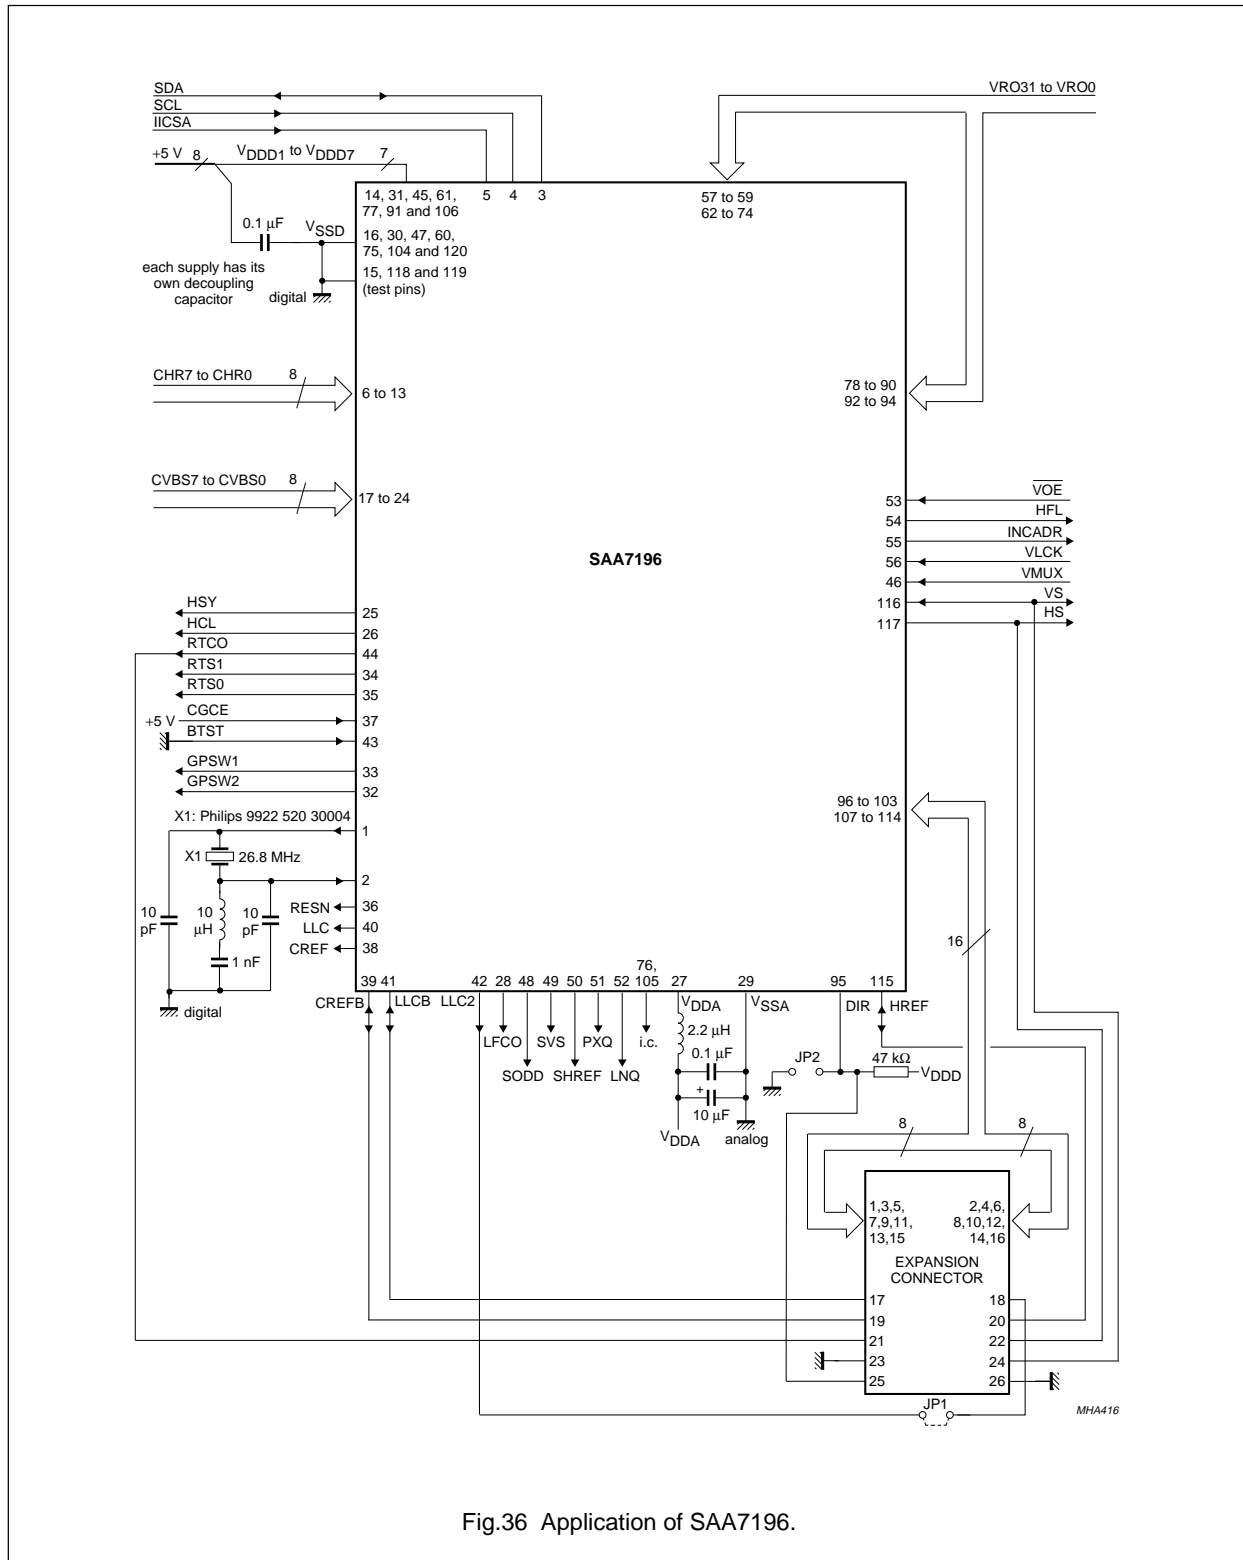 SDA
SCL
IICSA
+5 V
8
VDDD1 to VDDD7
7
VRO31 to VRO0
14, 31, 45, 61,
77, 91 and 106
5
4
3
57 to 59
62 to 74
0.1 μF
VSSD
16, 30, 47, 60,
75, 104 and 120
each supply has its
own decoupling
capacitor
digital
15, 118 and 119
(test pins)
CHR7 to CHR0
8
6 to 13
78 to 90
92 to 94
CVBS7 to CVBS0
8
17 to 24
SAA7196
53
VOE
54
HFL
55
INCADR
56
VLCK
46
VMUX
116
VS
117
HS
HSY
25
HCL
26
RTCO
44
RTS1
34
RTS0
35
+5 V
CGCE
37
BTST
43
GPSW1
33
GPSW2
32
96 to 103
107 to 114
X1: Philips 9922 520 30004
1
X1
26.8 MHz
2
10
pF
10
μH
10
pF
1 nF
digital
RESN
36
LLC
40
CREF
38
16
39
41
42
28
48
49
50
51
52
76,
105
27
29
95
115
CREFB
LLCB
LLC2
LFCO
SODD
SVS
SHREF
PXQ
LNQ
i.c.
VDDA
VSSA
DIR
HREF
2.2 μH
0.1 μF
+
10 μF
VDDA
analog
JP2
47 kΩ
VDDD
8
8
1,3,5,
7,9,11,
13,15
2,4,6,
8,10,12,
14,16
EXPANSION
CONNECTOR
17
18
19
20
21
22
23
24
25
26
JP1
MHA416
Fig.36 Application of SAA7196.